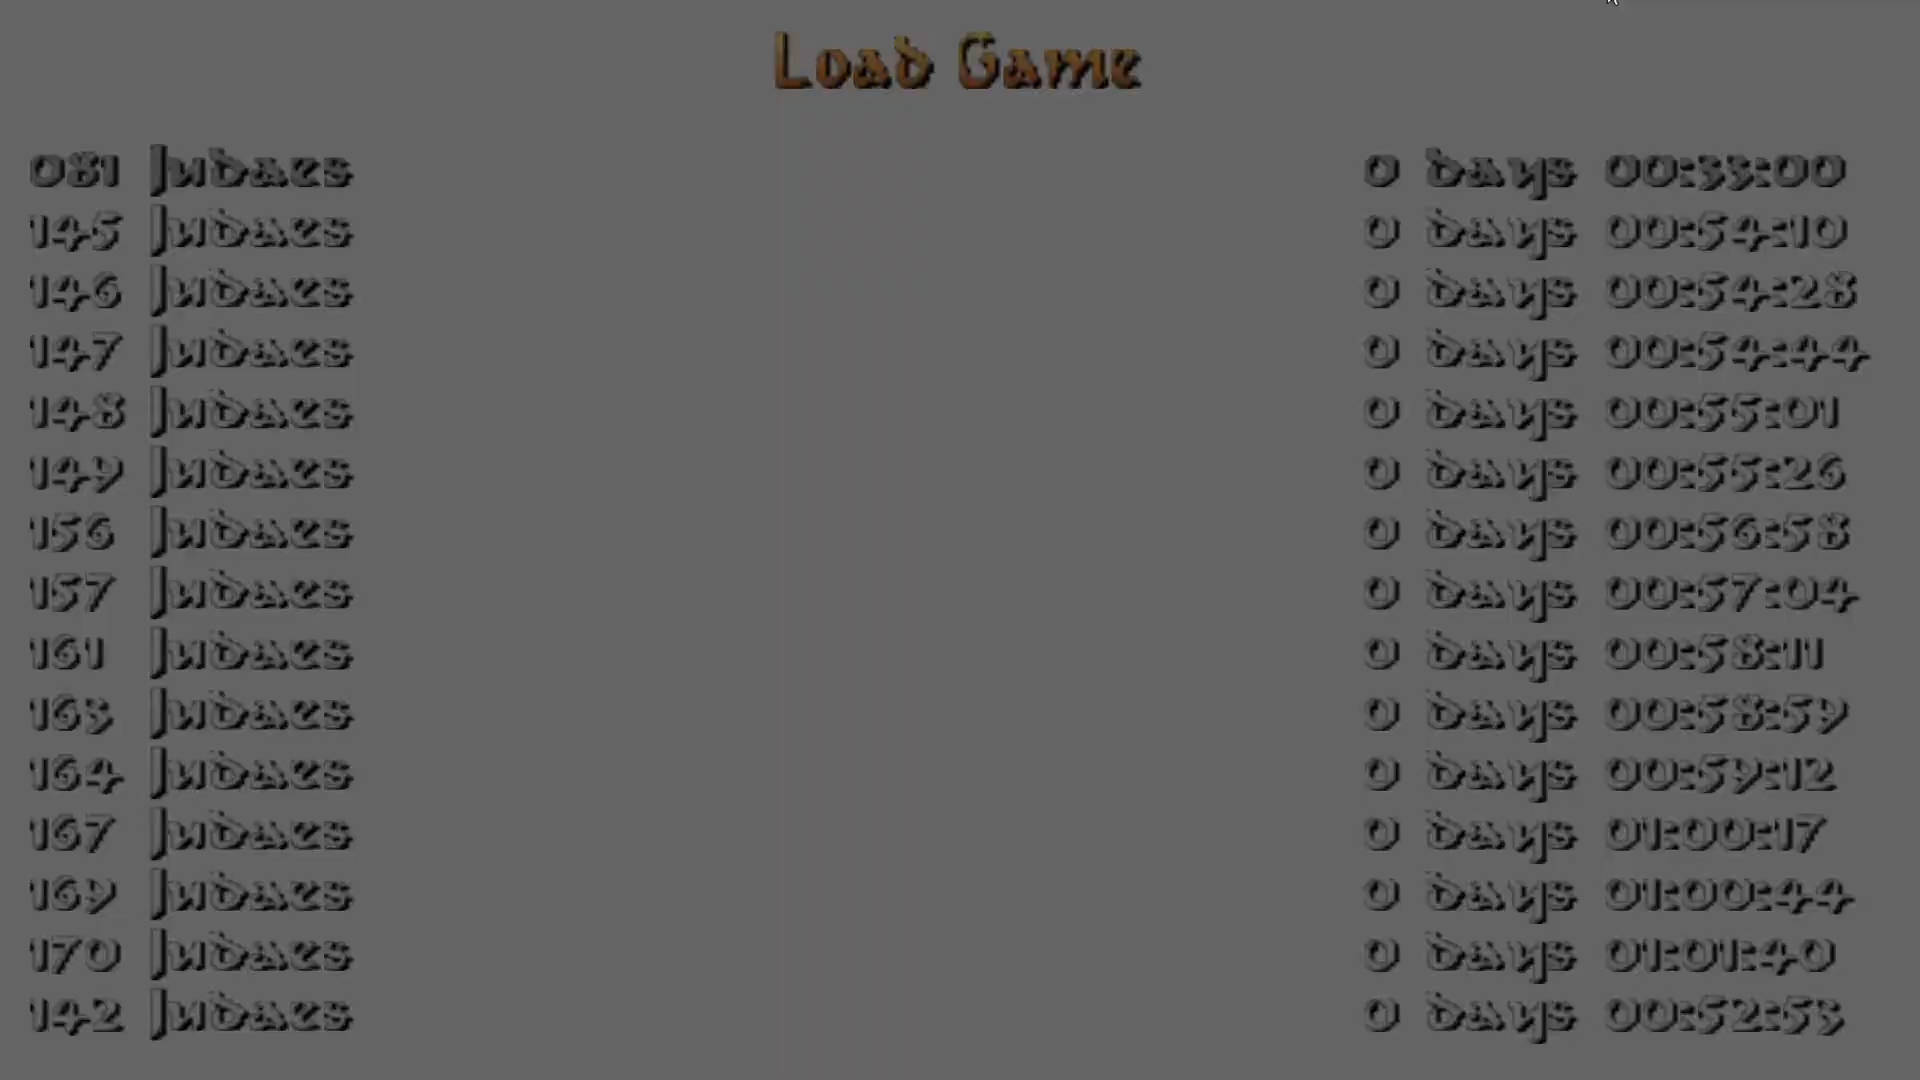 Load Game
081 Judaes 0 days 00:33:00
145 Judaes 0 days 00:54:10
146 Judaes 0 days 00:54:28
147 Judaes 0 days 00:54:44
148 Judaes 0 days 00:55:01
149 Judaes 0 days 00:55:26
156 Judaes 0 days 00:56:58
157 Judaes 0 days 00:57:04
161 Judaes 0 days 00:58:11
163 Judaes 0 days 00:58:59
164 Judaes 0 days 00:59:12
167 Judaes 0 days 01:00:17
169 Judaes 0 days 01:00:44
170 Judaes 0 days 01:01:40
142 Judaes 0 days 00:52:53